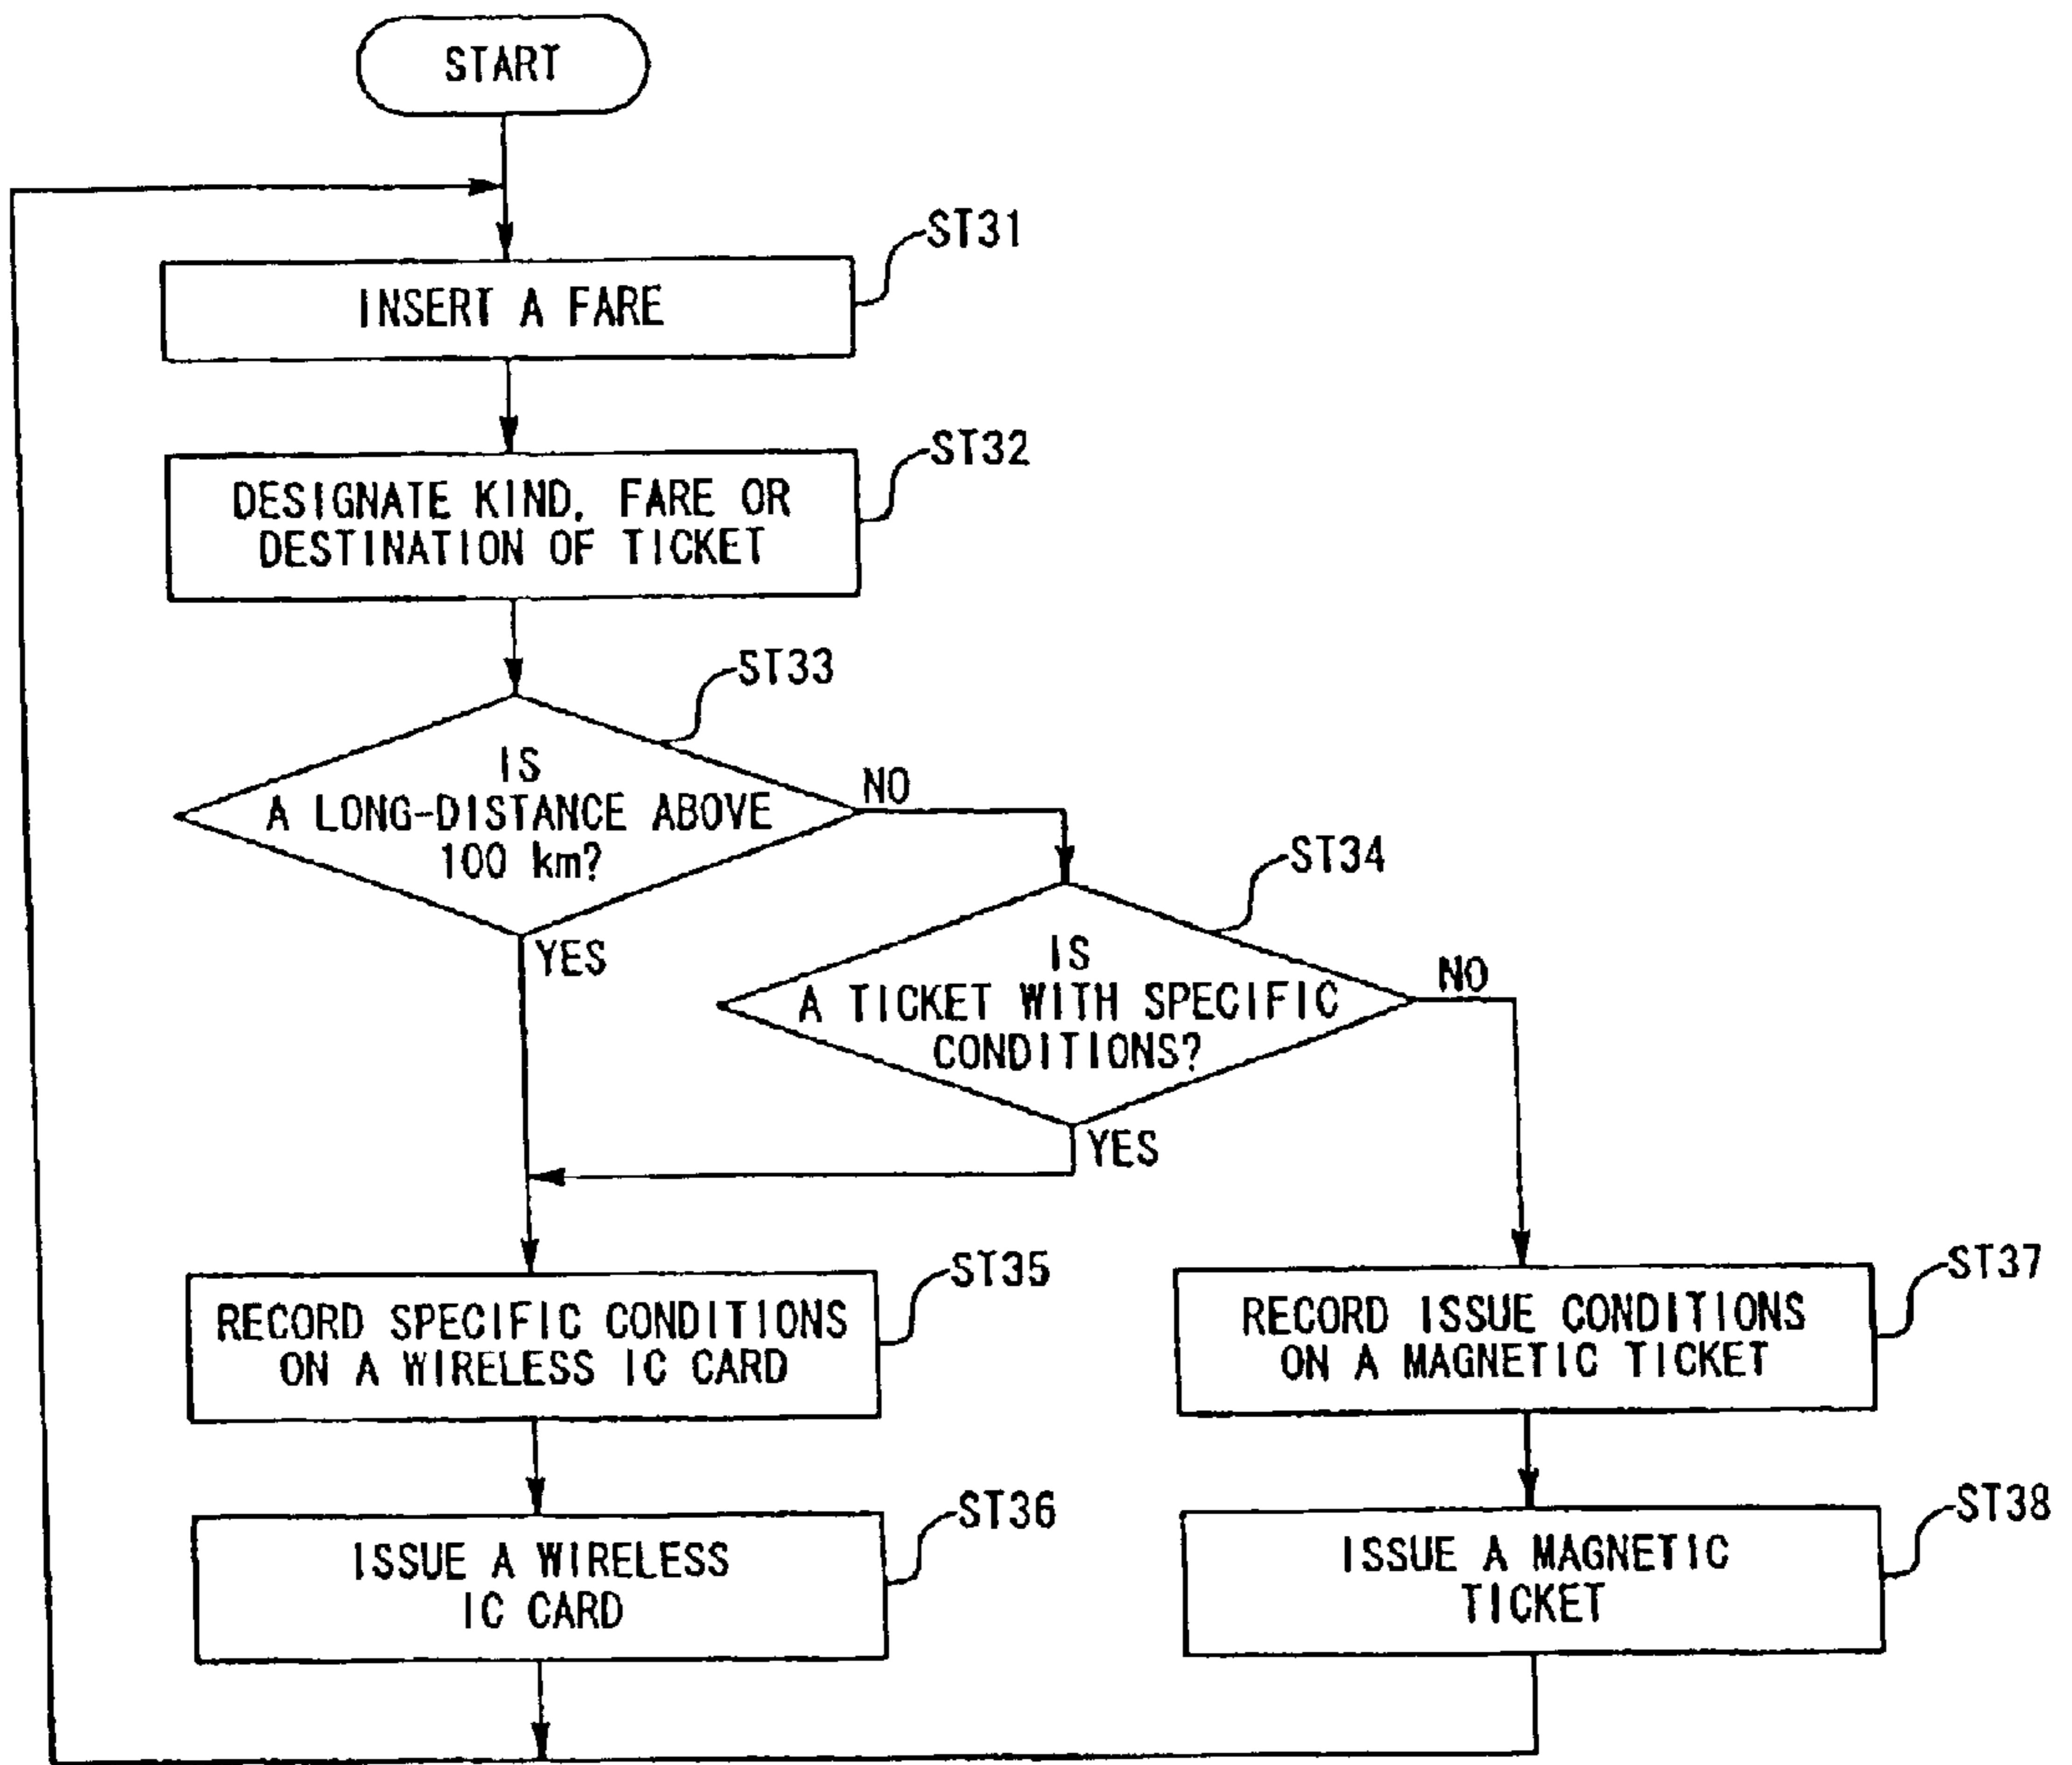 START
ST31
INSERT A FARE
ST32
DESIGNATE KIND, FARE OR
DESTINATION OF TICKET
ST33
IS
A LONG-DISTANCE ABOVE
100 km?
NO
YES
ST34
IS
A TICKET WITH SPECIFIC
CONDITIONS?
NO
YES
ST35
RECORD SPECIFIC CONDITIONS
ON A WIRELESS IC CARD
ST37
RECORD ISSUE CONDITIONS
ON A MAGNETIC TICKET
ST36
ISSUE A WIRELESS
IC CARD
ST38
ISSUE A MAGNETIC
TICKET